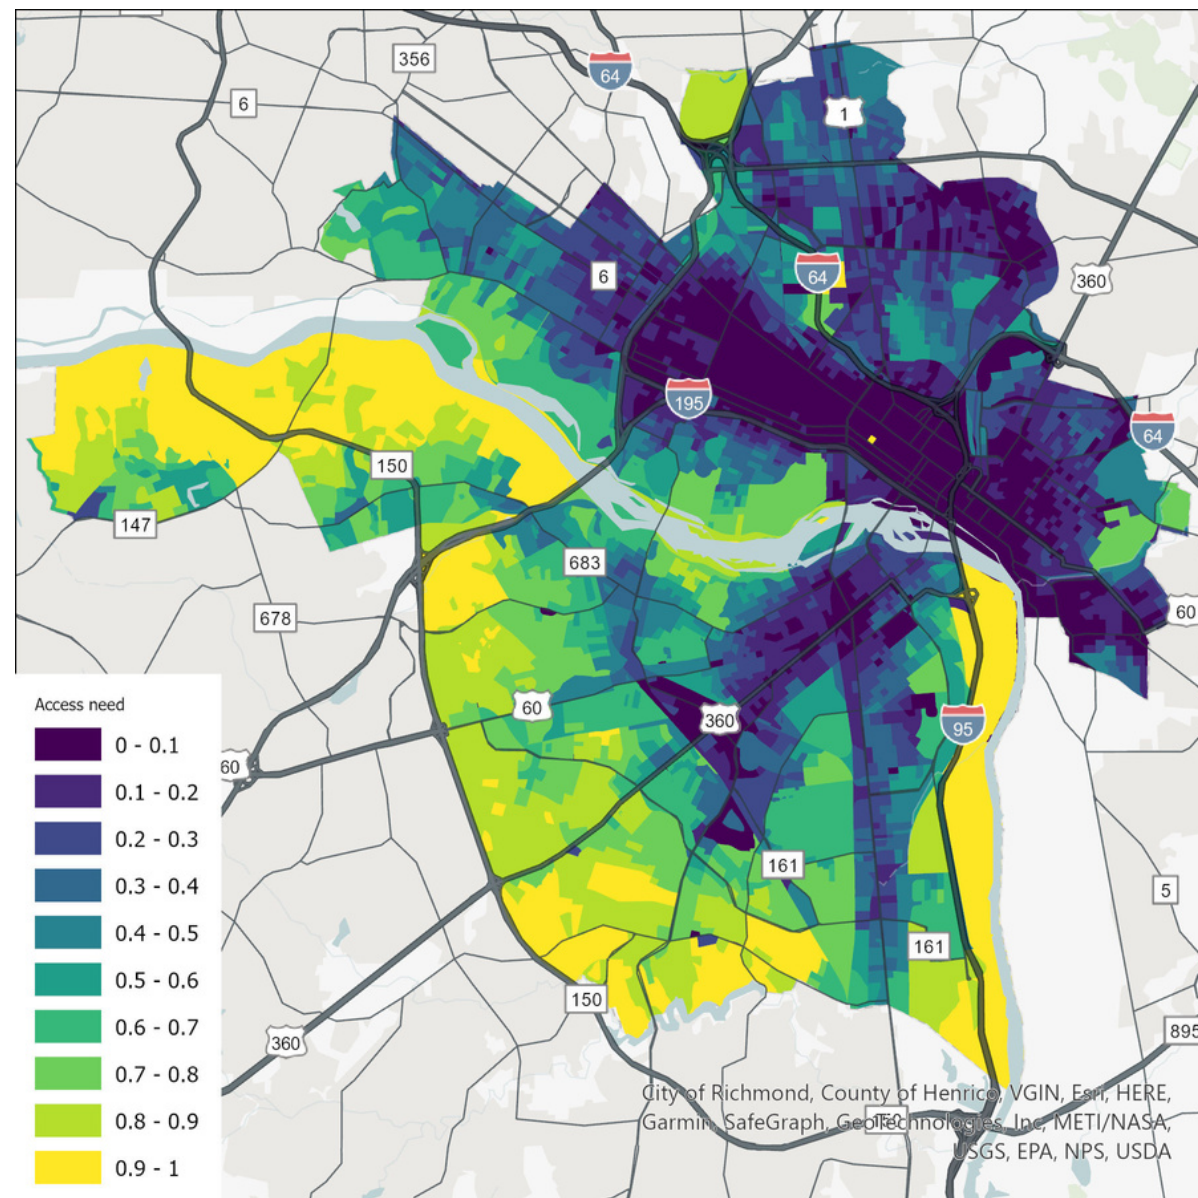 64
356
6
1
64
6
360
195
64
150
147
683
678
60
Access need
60
360
95
0 - 0.1
60
0.1 - 0.2
0.2 - 0.3
161
0.3 - 0.4
5
0.4 - 0.5
161
0.5 - 0.6
150
0.6 - 0.7
360
895
0.7 - 0.8
City of Richmond, County of Henrico, VGIN, Esri, HERE,
0.8 - 0.9
Garmin, SafeGraph, GeoTechnologies, Inc, METI/NASA,
USGS, EPA, NPS, USDA
0.9 - 1